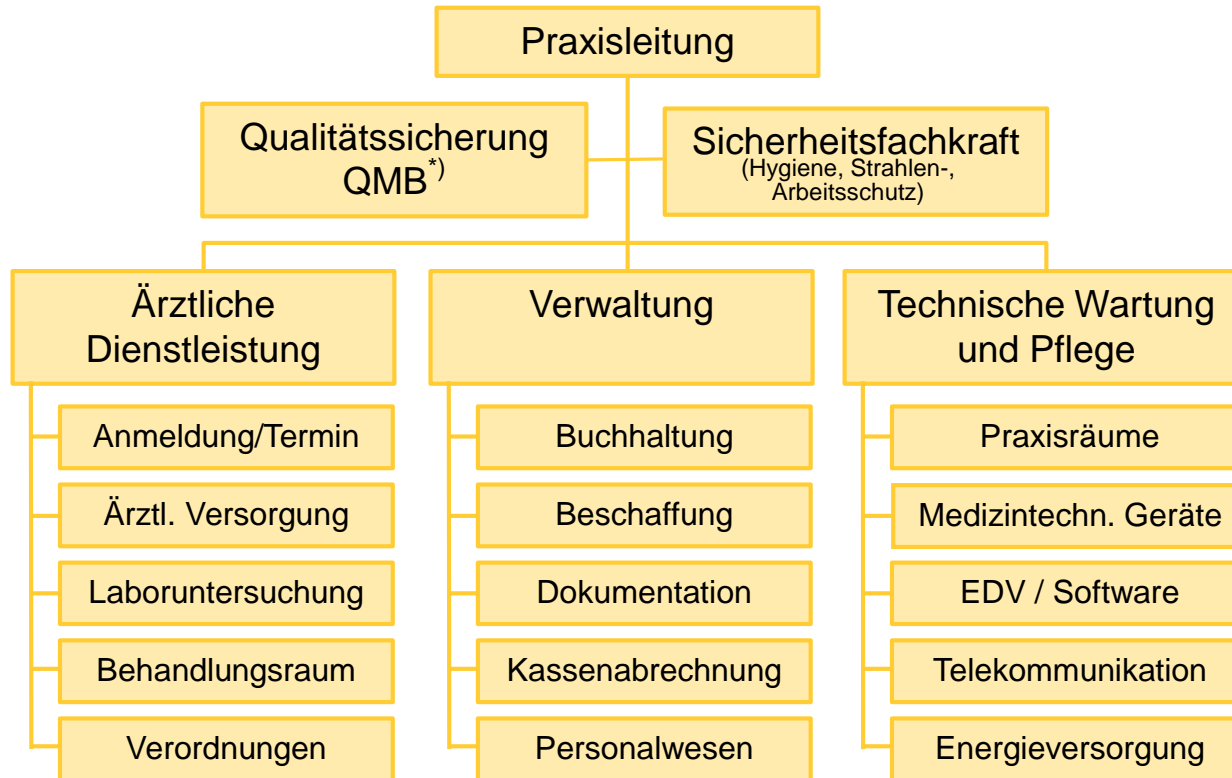 Praxisleitung
Qualitätssicherung
QMB*)
Sicherheitsfachkraft
(Hygiene, Strahlen-,
Arbeitsschutz)
Ärztliche
Dienstleistung
Anmeldung/Termin
Ärztl. Versorgung
Laboruntersuchung
Behandlungsraum
Verordnungen
Verwaltung
Buchhaltung
Beschaffung
Dokumentation
Kassenabrechnung
Personalwesen
Technische Wartung
und Pflege
Praxisräume
Medizintechn. Geräte
EDV / Software
Telekommunikation
Energieversorgung